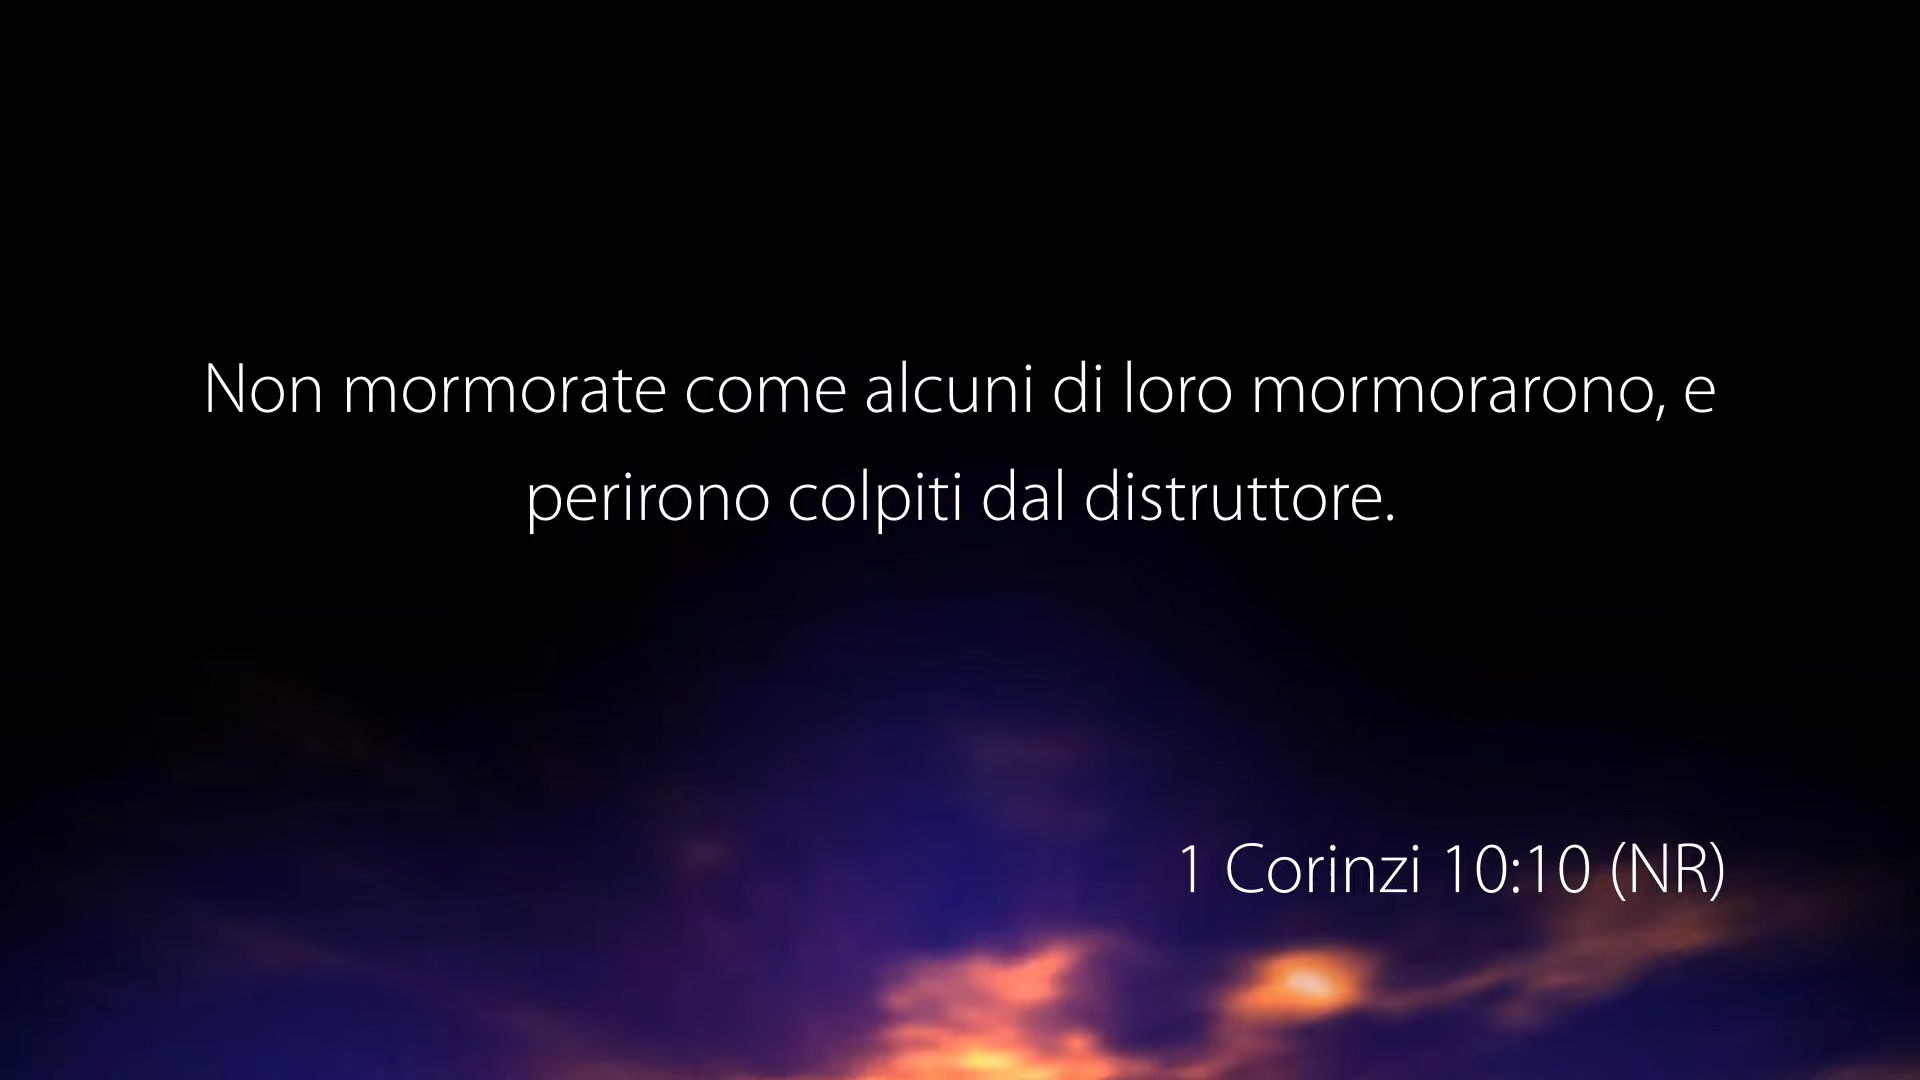 Non mormorate come alcuni di loro mormorarono, e
perirono colpiti dal distruttore.
1 Corinzi 10:10 (NR)